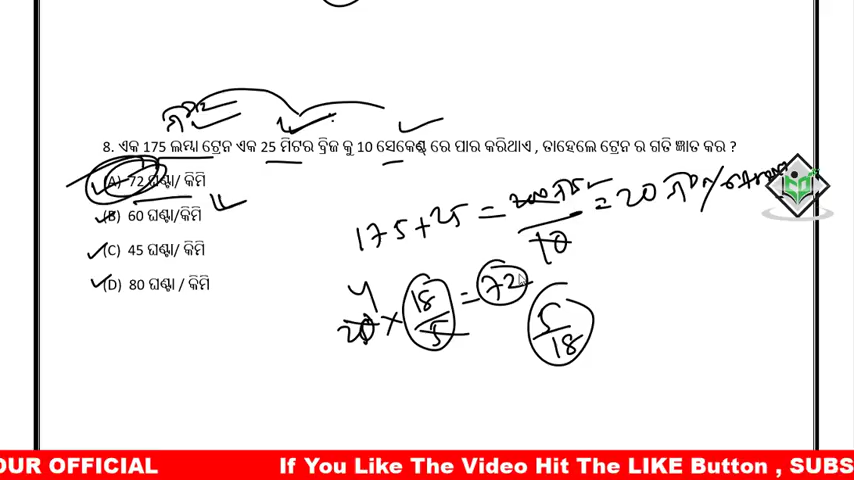 8. ଏକ 175 ଲମ୍ବା ଟ୍ରେନ ଏକ 25 ମିଟର ବ୍ରିଜ କୁ 10 ସେକେଣ୍ଡ୍ ରେ ପାର କରିଥାଏ , ତାହେଲେ ଟ୍ରେନ ର ଗତି ଜ୍ଞାତ କର ?
(A) 72 ଘଣ୍ଟା/ କିମି
(B) 60 ଘଣ୍ଟା/କିମି
(C) 45 ଘଣ୍ଟା/ କିମି
(D) 80 ଘଣ୍ଟା / କିମି
175+25 = 200/10 = 20
20 × 18/5 = 72
4
5/18
OUR OFFICIAL If You Like The Video Hit The LIKE Button , SUBS